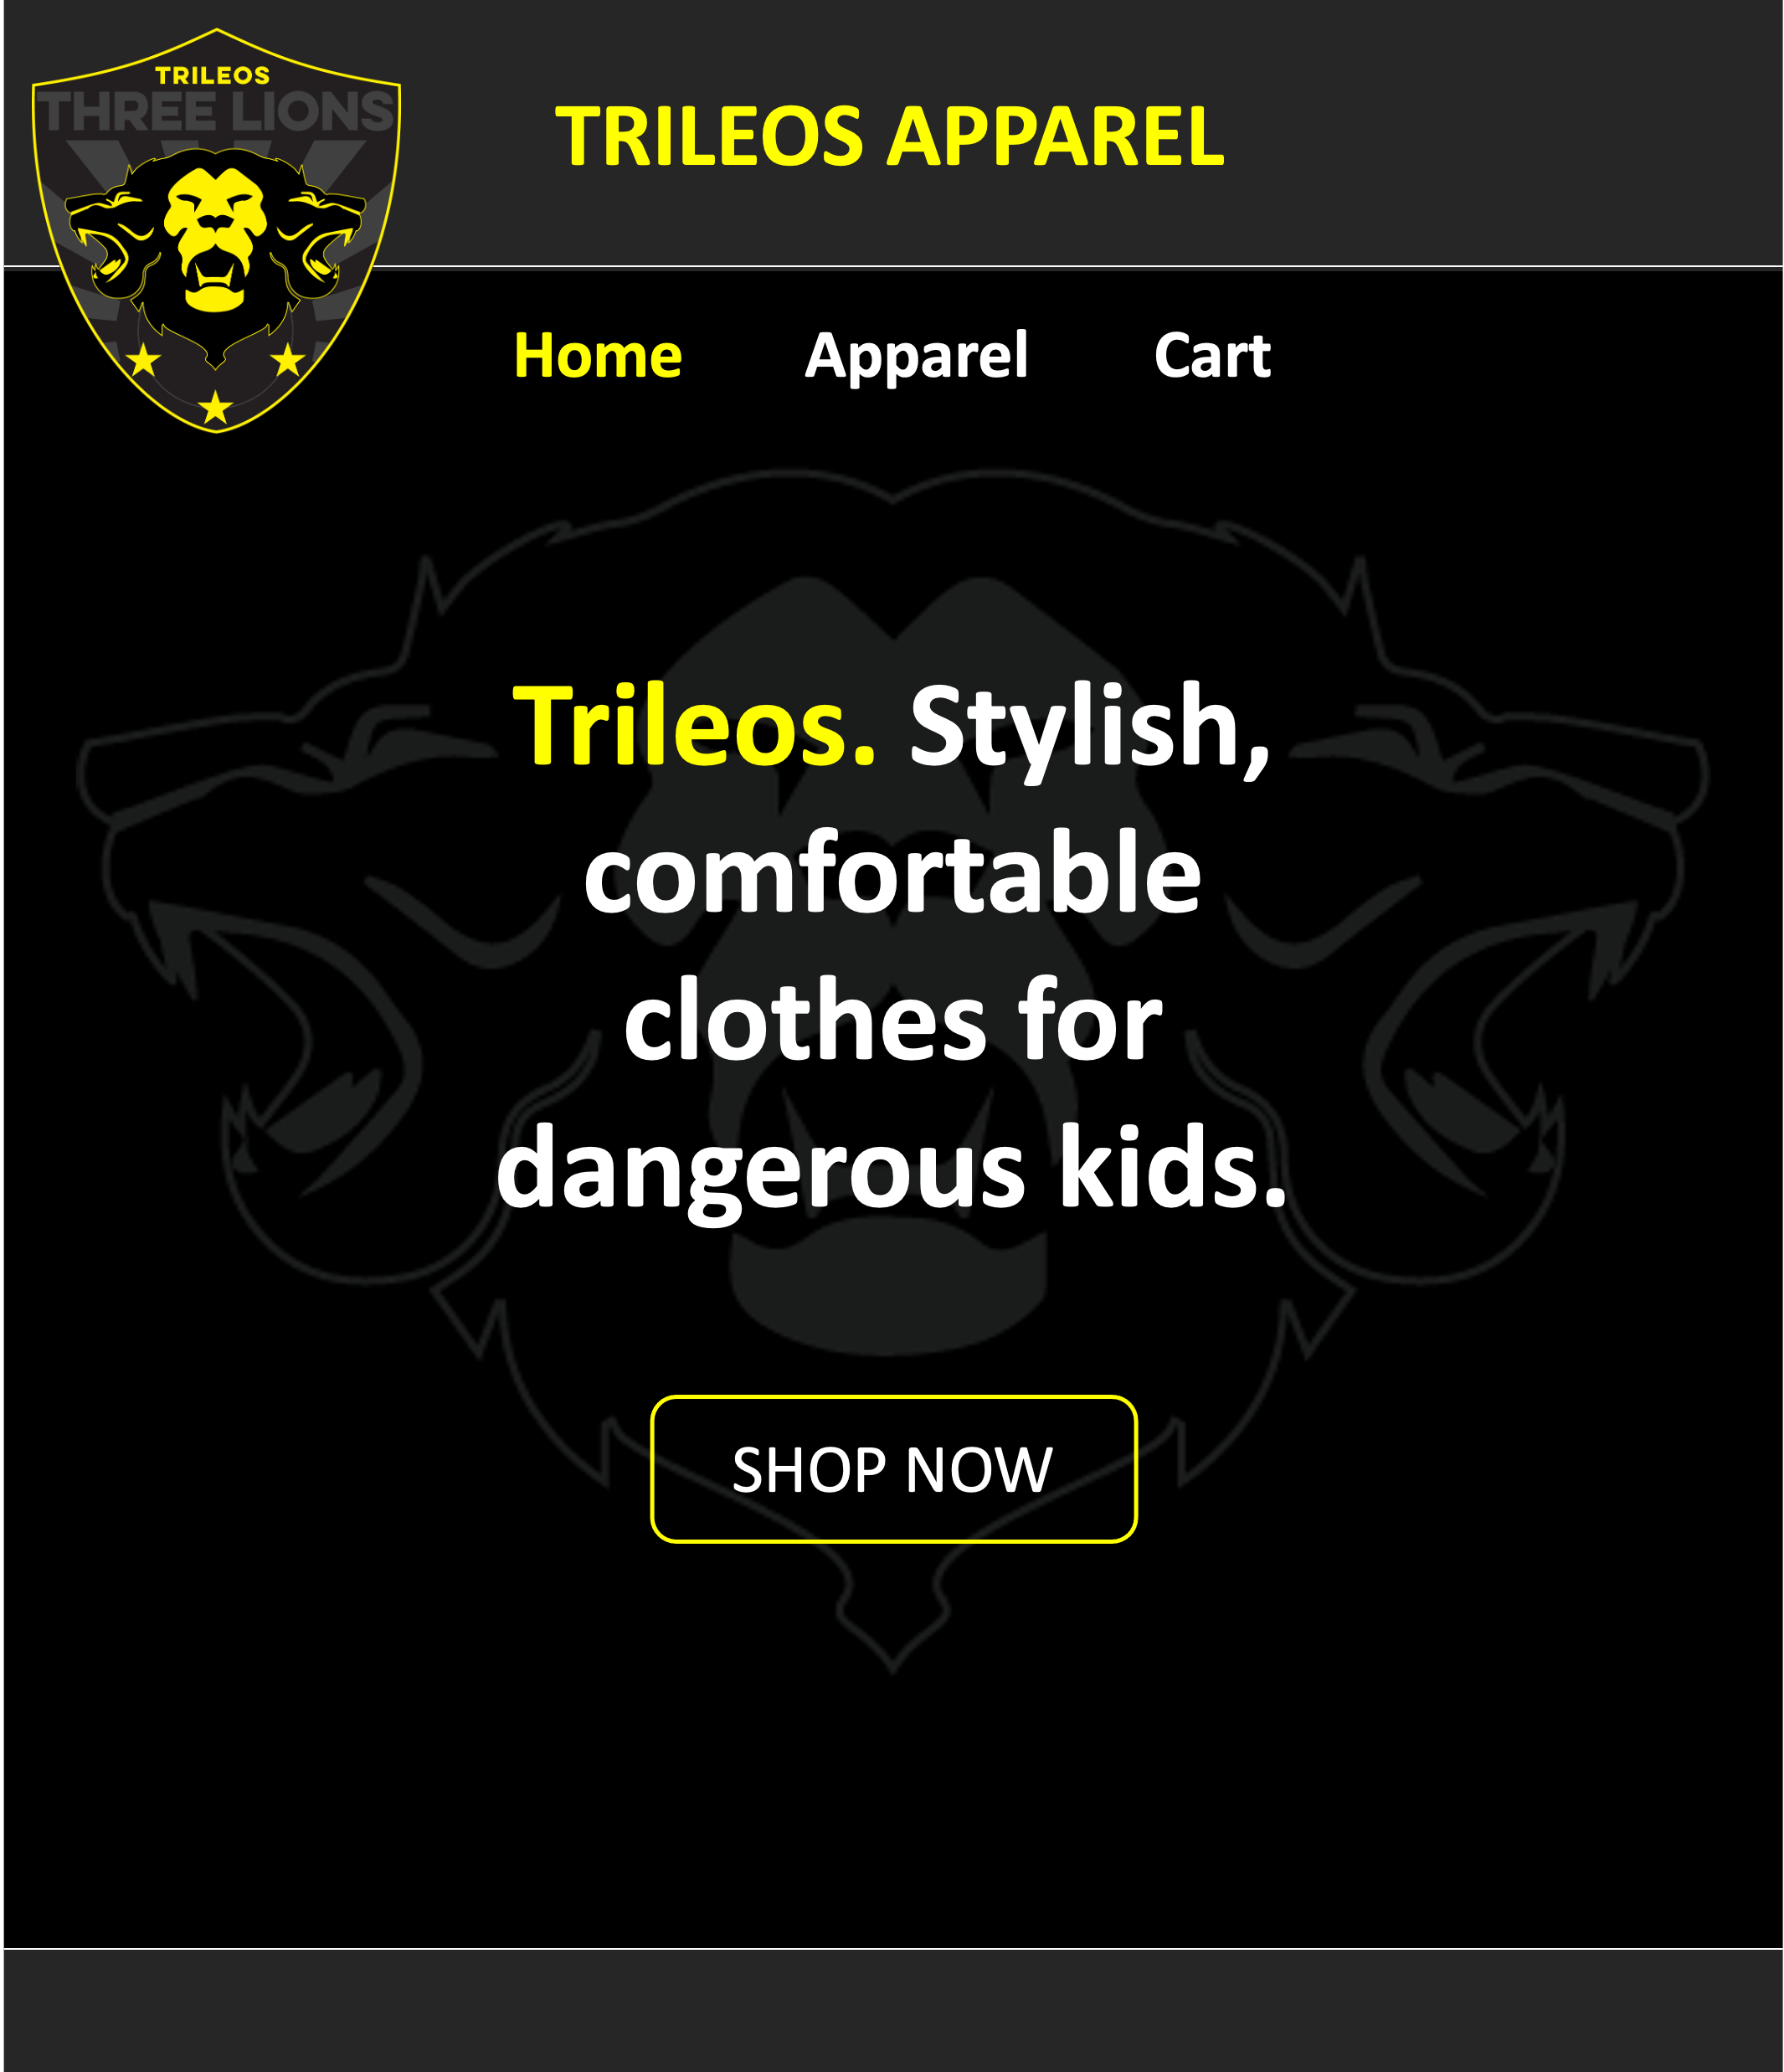 TRILEOS
THREE LIONS
TRILEOS APPAREL
Home Apparel Cart
Trileos. Stylish,
comfortable
clothes for
dangerous kids.
SHOP NOW